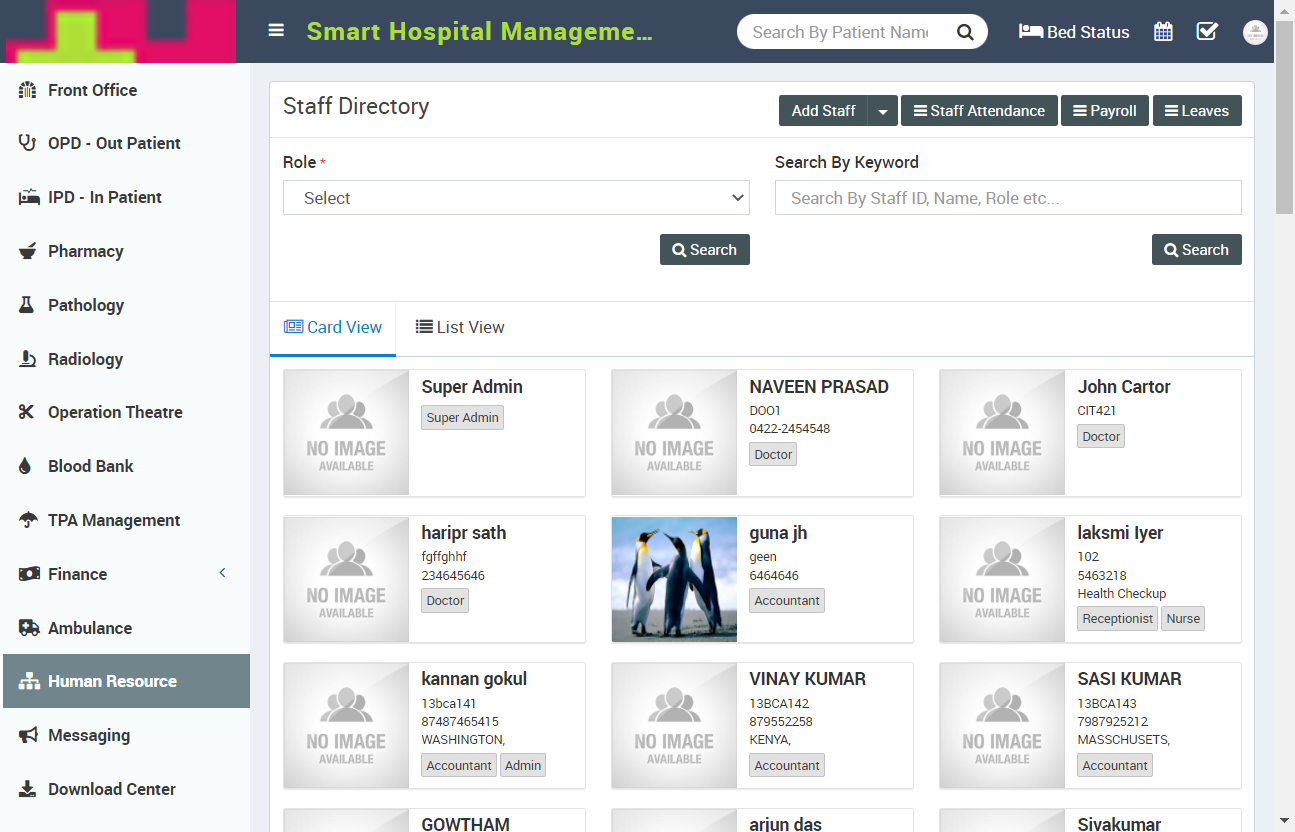 Smart Hospital Manageme...
Search By Patient Name
Bed Status
Front Office
OPD - Out Patient
IPD - In Patient
Pharmacy
Pathology
Radiology
Operation Theatre
Blood Bank
TPA Management
Finance
Ambulance
Human Resource
Messaging
Download Center
Staff Directory
Add Staff
Staff Attendance
Payroll
Leaves
Role *
Select
Search
Search By Keyword
Search By Staff ID, Name, Role etc...
Search
Card View
List View
NO IMAGE
AVAILABLE
Super Admin
Super Admin
NO IMAGE
AVAILABLE
NAVEEN PRASAD
DOO1
0422-2454548
Doctor
NO IMAGE
AVAILABLE
John Cartor
CIT421
Doctor
NO IMAGE
AVAILABLE
haripr sath
fgffghhf
234645646
Doctor
guna jh
geen
6464646
Accountant
NO IMAGE
AVAILABLE
laksmi Iyer
102
5463218
Health Checkup
Receptionist Nurse
NO IMAGE
AVAILABLE
kannan gokul
13bca141
87487465415
WASHINGTON,
Accountant Admin
NO IMAGE
AVAILABLE
VINAY KUMAR
13BCA142
879552258
KENYA,
Accountant
NO IMAGE
AVAILABLE
SASI KUMAR
13BCA143
7987925212
MASSCHUSETS,
Accountant
GOWTHAM
arjun das
Sivakumar